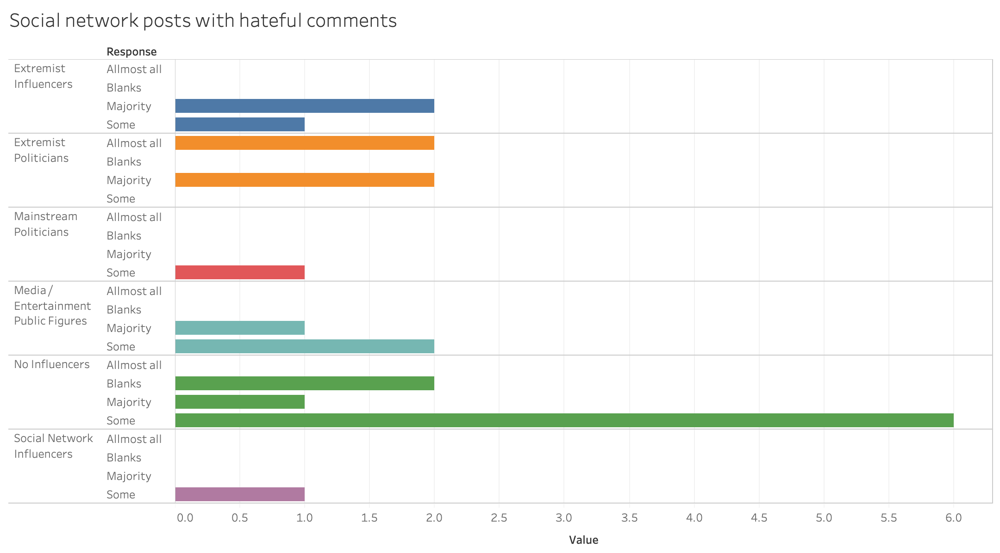 Social network posts with hateful comments
Response
Extremist
Influencers
Allmost all
Blanks
Majority
Some
Extremist
Politicians
Allmost all
Blanks
Majority
Some
Mainstream
Politicians
Allmost all
Blanks
Majority
Some
Media /
Entertainment
Public Figures
Allmost all
Blanks
Majority
Some
No Influencers
Allmost all
Blanks
Majority
Some
Social Network
Influencers
Allmost all
Blanks
Majority
Some
0.0 0.5 1.0 1.5 2.0 2.5 3.0 3.5 4.0 4.5 5.0 5.5 6.0
Value